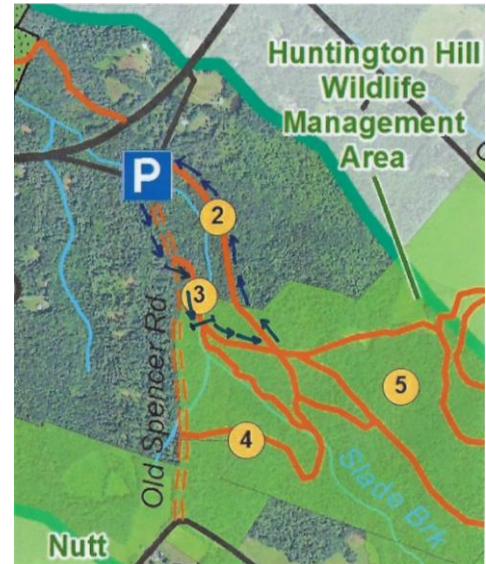 Huntington Hill
Wildlife
Management
Area
P
2
3
Old Spencer Rd
5
4
Slade Brk
Nutt